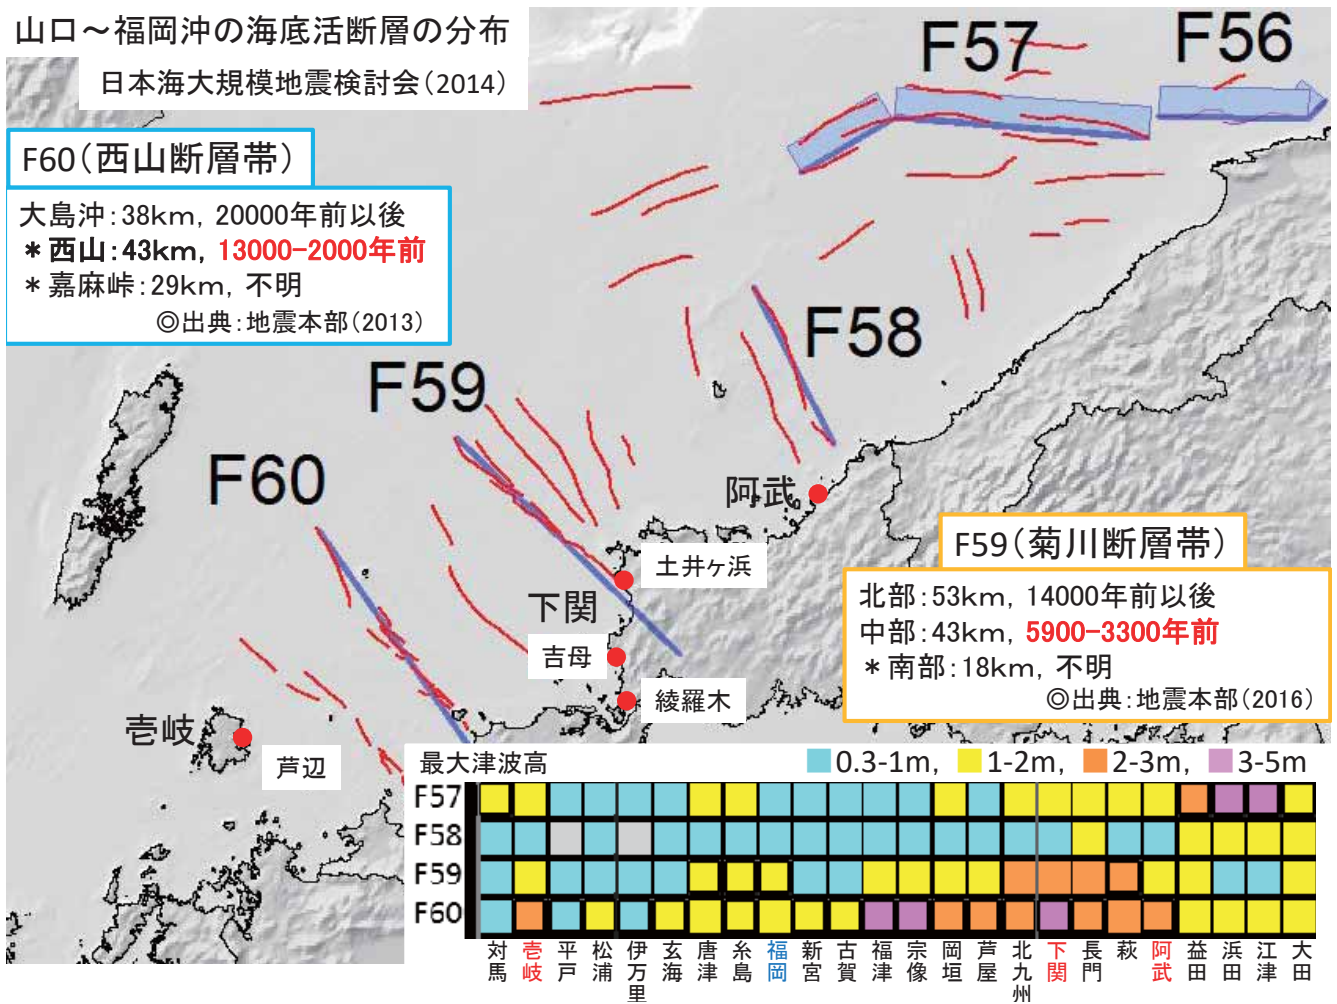 山口～福岡沖の海底活断層の分布
日本海大規模地震検討会(2014)
F57
F56
F60(西山断層帯)
大島沖:38km, 20000年前以後
*西山:43km, 13000-2000年前
*嘉麻峠:29km, 不明
◎出典:地震本部(2013)
F58
F59
F60
阿武
F59(菊川断層帯)
北部:53km, 14000年前以後
中部:43km, 5900-3300年前
*南部:18km, 不明
◎出典:地震本部(2016)
土井ヶ浜
下関
吉母
綾羅木
壱岐
芦辺
最大津波高
0.3-1m, 1-2m, 2-3m, 3-5m
F57
F58
F59
F60
対馬
壱岐
平戸
松浦
伊万里
玄海
唐津
糸島
福岡
新宮
古賀
福津
宗像
岡垣
芦屋
北九州
下関
長門
萩
阿武
益田
浜田
江津
大田